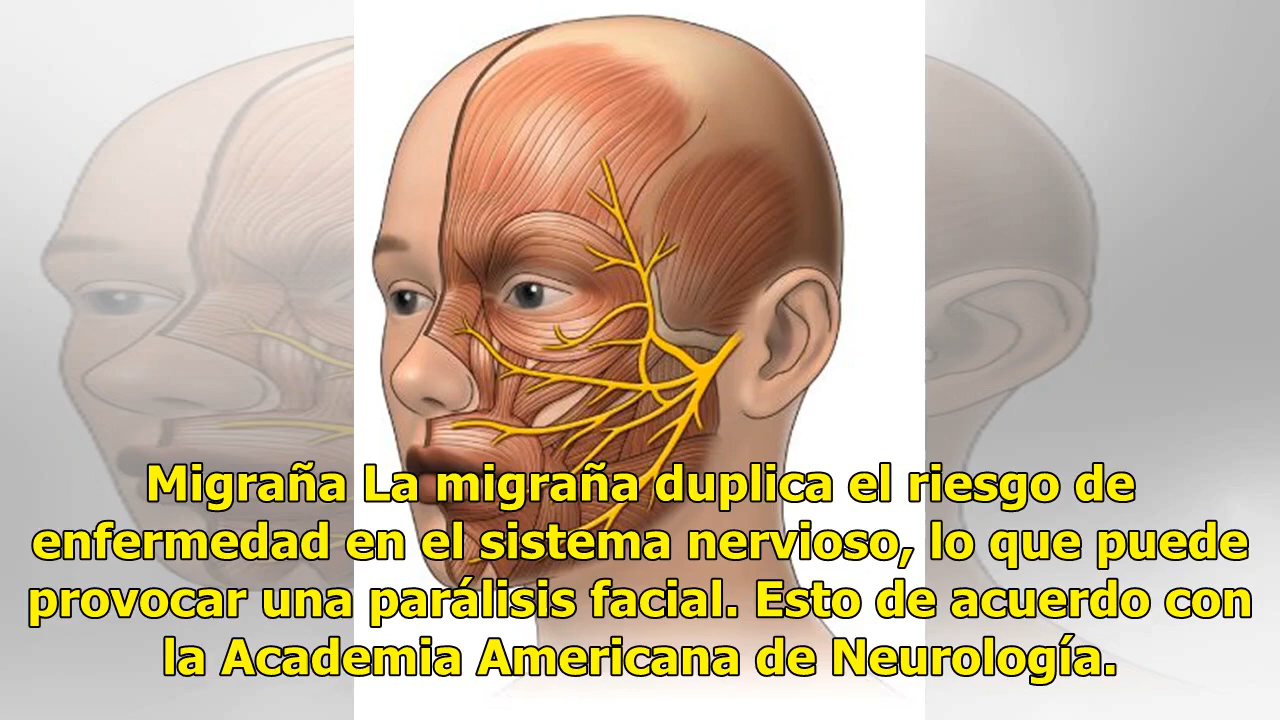 Migraña La migraña duplica el riesgo de
enfermedad en el sistema nervioso, lo que puede
provocar una parálisis facial. Esto de acuerdo con
la Academia Americana de Neurología.